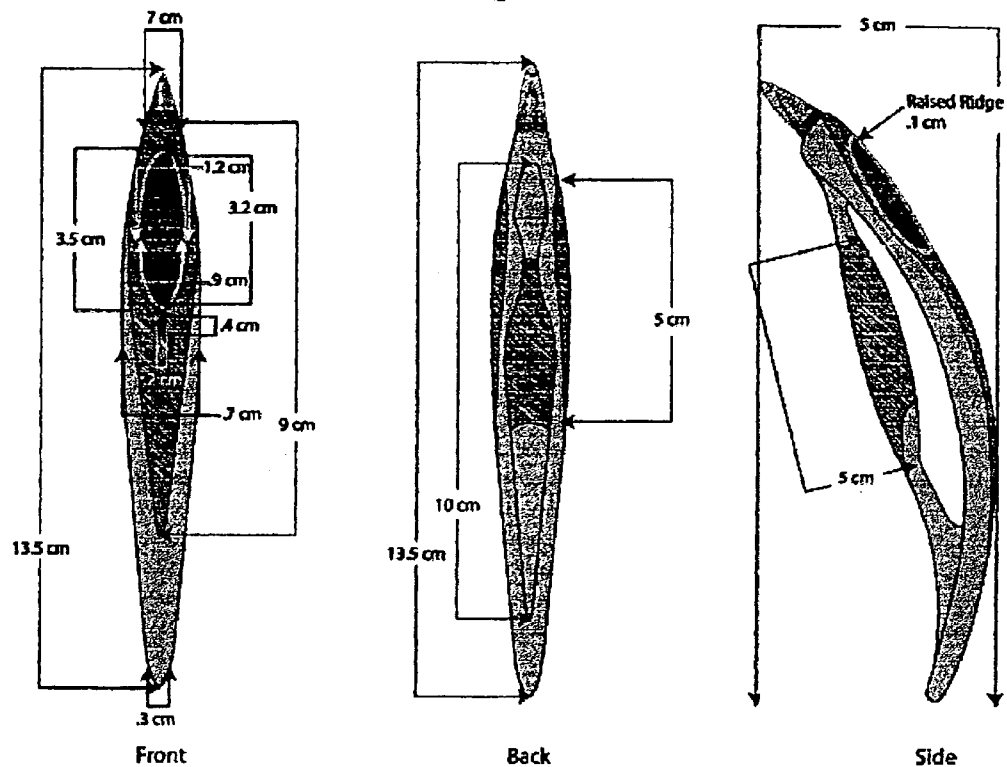 7 cm
5 cm
Raised Ridge
.1 cm
1.2 cm
3.2 cm
3.5 cm
.9 cm
.4 cm
.2 cm
.7 cm
9 cm
13.5 cm
.3 cm
5 cm
10 cm
13.5 cm
5 cm
Front
Back
Side